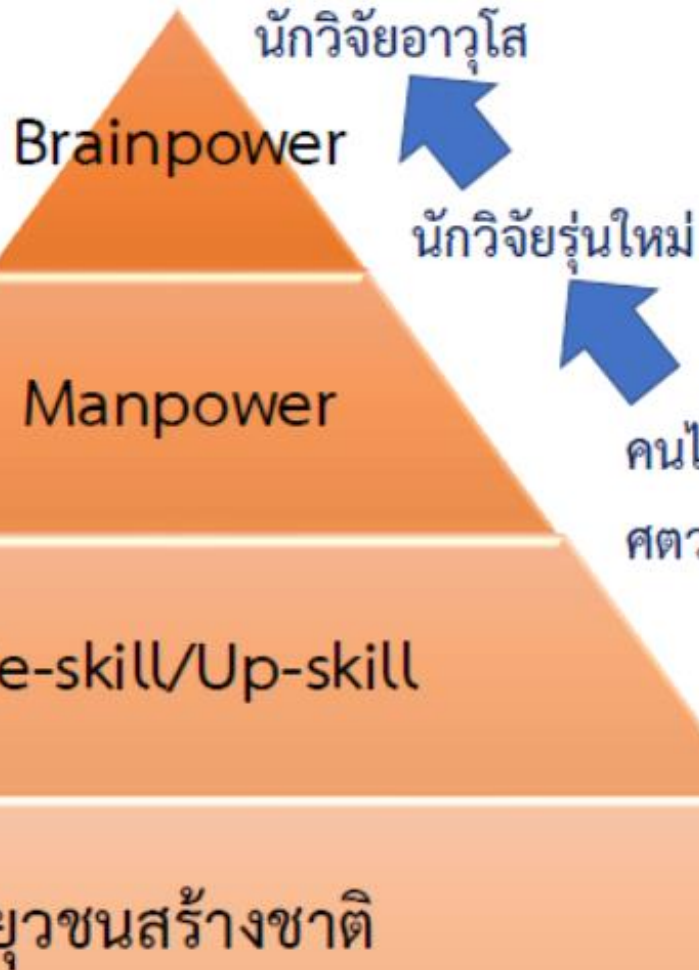 นักวิจัยอาวุโส
Brainpower
นักวิจัยรุ่นใหม่
Manpower
e-skill/Up-skill
ยุวชนสร้างชาติ